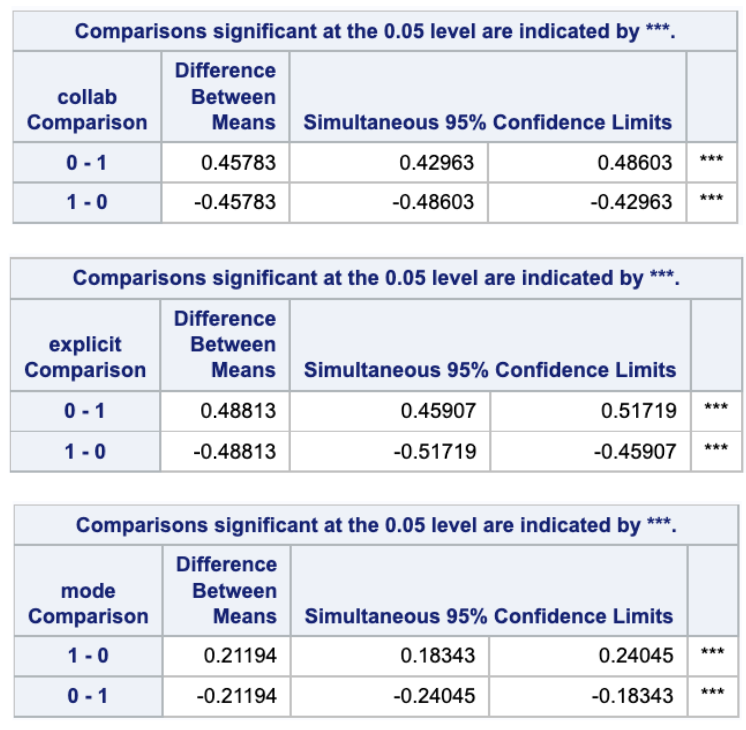 Comparisons significant at the 0.05 level are indicated by ***.
collab Comparison Difference Between Means Simultaneous 95% Confidence Limits
0 - 1 0.45783 0.42963 0.48603 ***
1 - 0 -0.45783 -0.48603 -0.42963 ***
Comparisons significant at the 0.05 level are indicated by ***.
explicit Comparison Difference Between Means Simultaneous 95% Confidence Limits
0 - 1 0.48813 0.45907 0.51719 ***
1 - 0 -0.48813 -0.51719 -0.45907 ***
Comparisons significant at the 0.05 level are indicated by ***.
mode Comparison Difference Between Means Simultaneous 95% Confidence Limits
1 - 0 0.21194 0.18343 0.24045 ***
0 - 1 -0.21194 -0.24045 -0.18343 ***